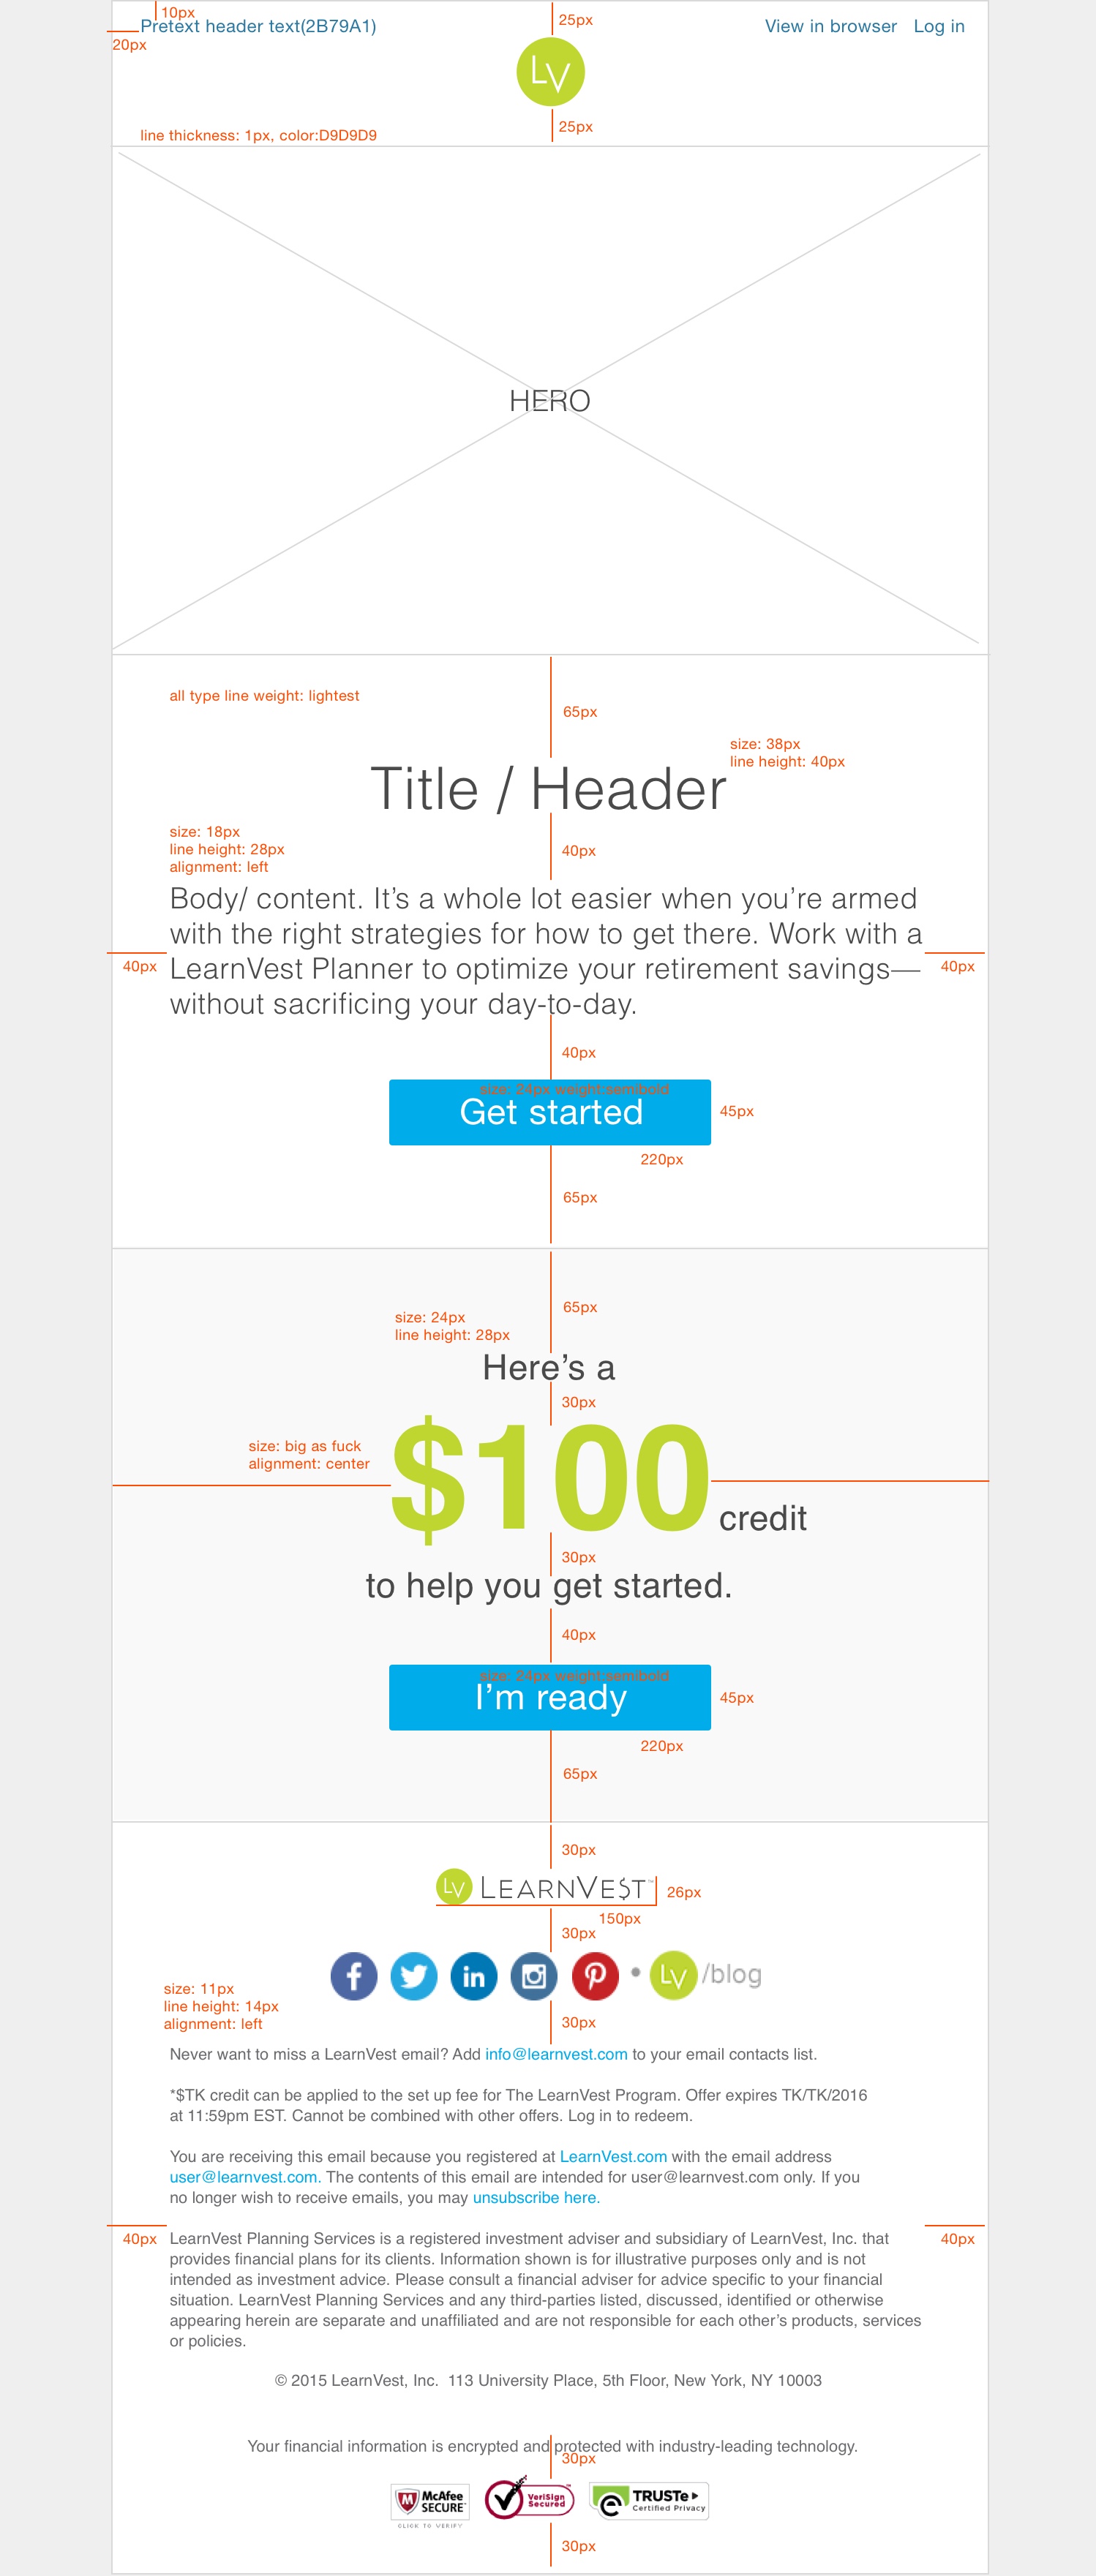 10px
Pretext header text(2B79A1)
25px
View in browser Log in
20px
LV
25px
line thickness: 1px, color:D9D9D9
HERO
all type line weight: lightest
65px
size: 38px
line height: 40px
Title / Header
size: 18px
line height: 28px
alignment: left
40px
Body/ content. It’s a whole lot easier when you’re armed
with the right strategies for how to get there. Work with a
40px
LearnVest Planner to optimize your retirement savings—
40px
without sacrificing your day-to-day.
40px
size: 24px weight:semibold
Get started
45px
220px
65px
65px
size: 24px
line height: 28px
Here’s a
30px
size: big as fuck
alignment: center
$100
credit
30px
to help you get started.
40px
size: 24px weight:semibold
I’m ready
45px
220px
65px
30px
LV LEARNVEST™
26px
150px
30px
f in P • LV /blog
size: 11px
line height: 14px
alignment: left
30px
Never want to miss a LearnVest email? Add info@learnvest.com to your email contacts list.
*$TK credit can be applied to the set up fee for The LearnVest Program. Offer expires TK/TK/2016
at 11:59pm EST. Cannot be combined with other offers. Log in to redeem.
You are receiving this email because you registered at LearnVest.com with the email address
user@learnvest.com. The contents of this email are intended for user@learnvest.com only. If you
no longer wish to receive emails, you may unsubscribe here.
40px
LearnVest Planning Services is a registered investment adviser and subsidiary of LearnVest, Inc. that
40px
provides financial plans for its clients. Information shown is for illustrative purposes only and is not
intended as investment advice. Please consult a financial adviser for advice specific to your financial
situation. LearnVest Planning Services and any third-parties listed, discussed, identified or otherwise
appearing herein are separate and unaffiliated and are not responsible for each other’s products, services
or policies.
© 2015 LearnVest, Inc. 113 University Place, 5th Floor, New York, NY 10003
Your financial information is encrypted and protected with industry-leading technology.
30px
McAfee
SECURE™
CLICK TO VERIFY
VeriSign
Secured™
TRUSTe
Certified Privacy
30px